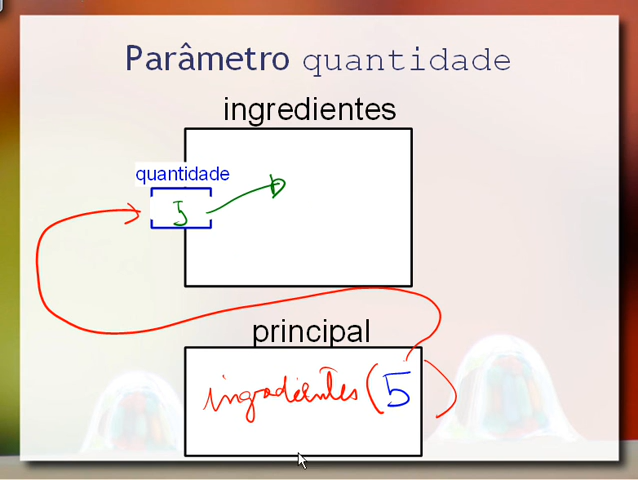 Parâmetro quantidade
ingredientes
quantidade
5
principal
ingredientes (5)